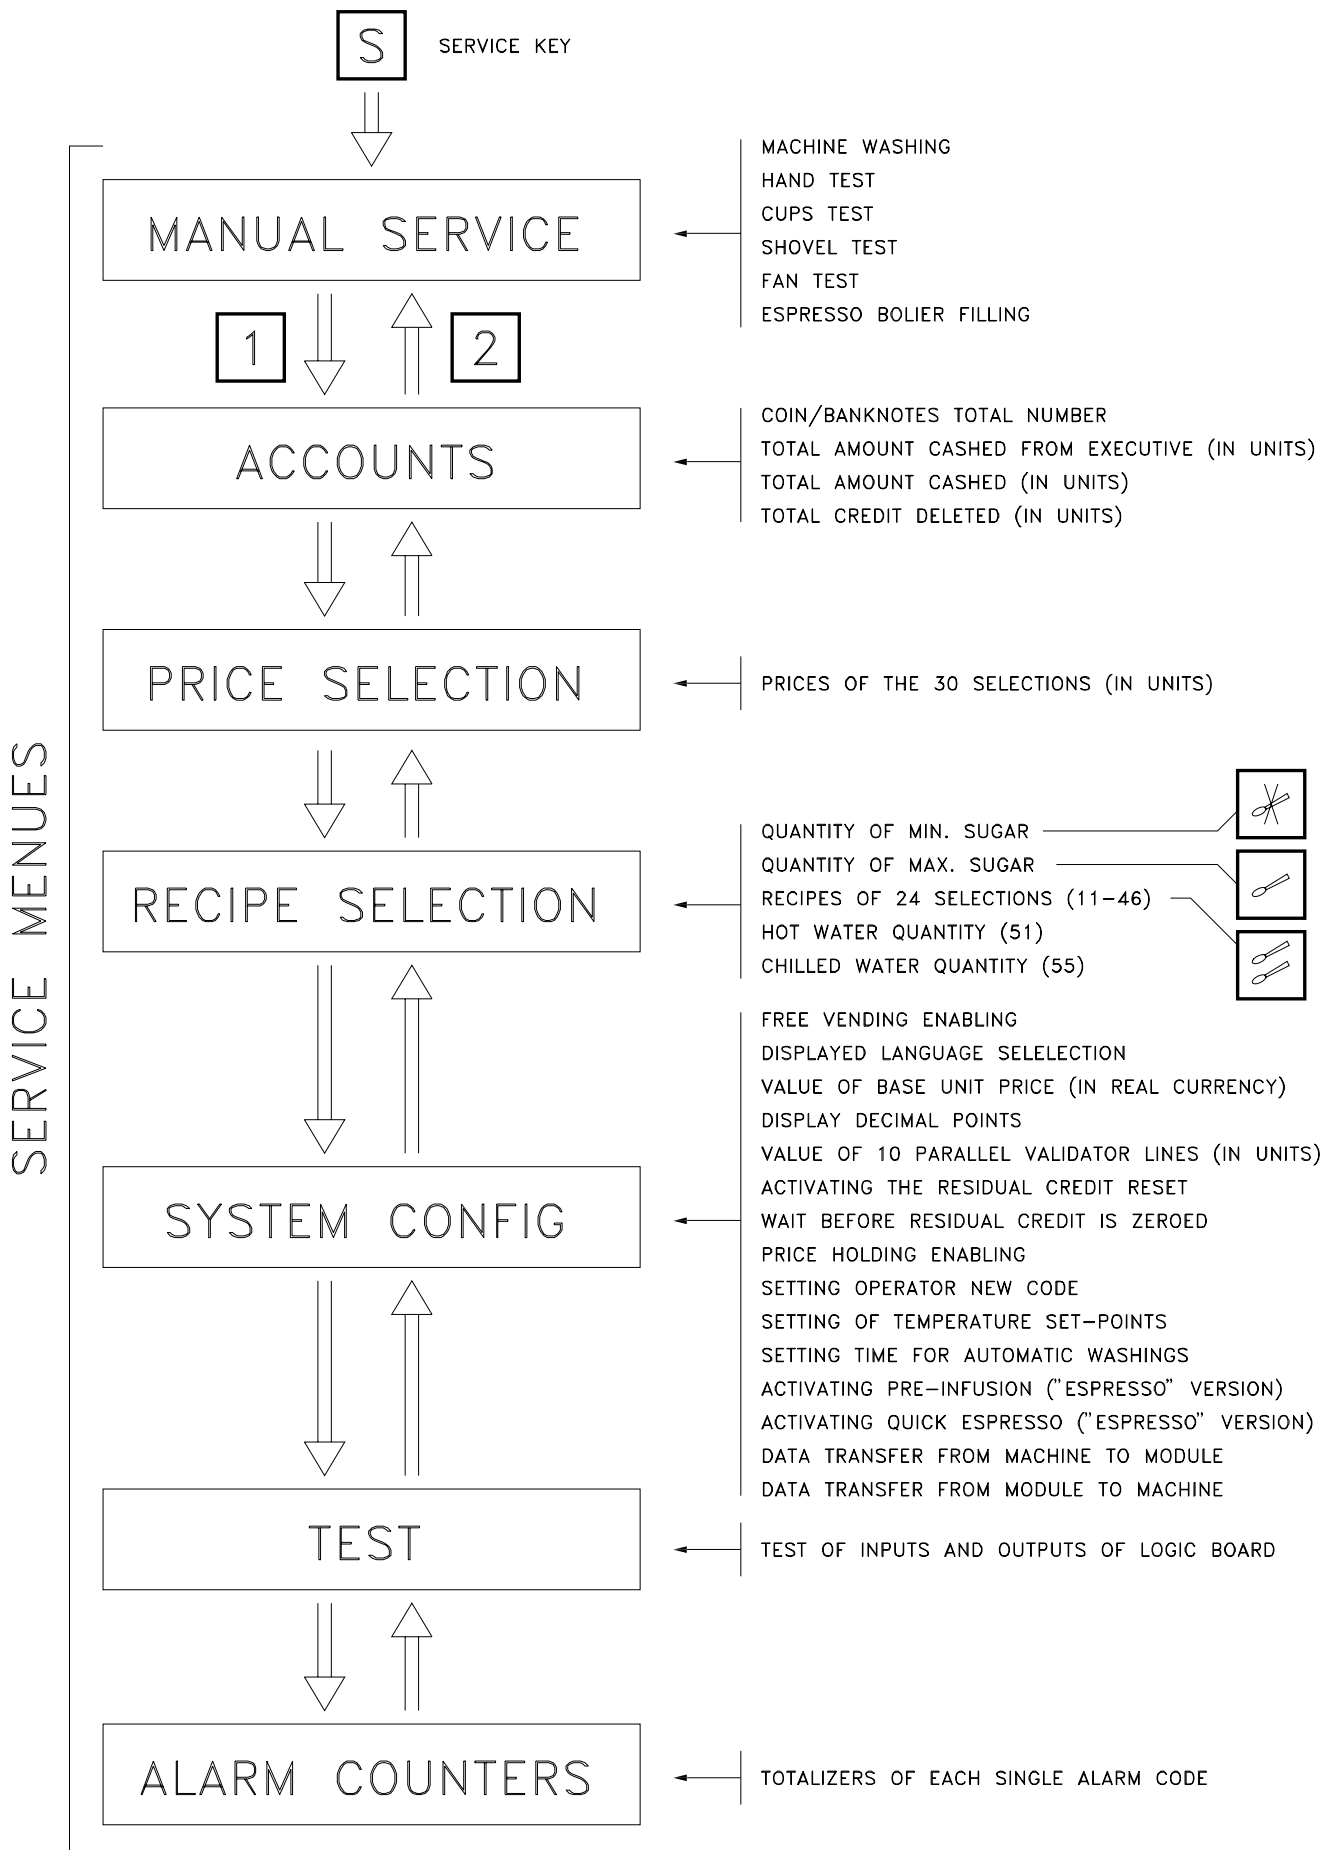 S
SERVICE KEY
SERVICE MENUES
MANUAL SERVICE
MACHINE WASHING
HAND TEST
CUPS TEST
SHOVEL TEST
FAN TEST
ESPRESSO BOLIER FILLING
1
2
ACCOUNTS
COIN/BANKNOTES TOTAL NUMBER
TOTAL AMOUNT CASHED FROM EXECUTIVE (IN UNITS)
TOTAL AMOUNT CASHED (IN UNITS)
TOTAL CREDIT DELETED (IN UNITS)
PRICE SELECTION
PRICES OF THE 30 SELECTIONS (IN UNITS)
RECIPE SELECTION
QUANTITY OF MIN. SUGAR
QUANTITY OF MAX. SUGAR
RECIPES OF 24 SELECTIONS (11-46)
HOT WATER QUANTITY (51)
CHILLED WATER QUANTITY (55)
SYSTEM CONFIG
FREE VENDING ENABLING
DISPLAYED LANGUAGE SELELECTION
VALUE OF BASE UNIT PRICE (IN REAL CURRENCY)
DISPLAY DECIMAL POINTS
VALUE OF 10 PARALLEL VALIDATOR LINES (IN UNITS)
ACTIVATING THE RESIDUAL CREDIT RESET
WAIT BEFORE RESIDUAL CREDIT IS ZEROED
PRICE HOLDING ENABLING
SETTING OPERATOR NEW CODE
SETTING OF TEMPERATURE SET-POINTS
SETTING TIME FOR AUTOMATIC WASHINGS
ACTIVATING PRE-INFUSION ("ESPRESSO" VERSION)
ACTIVATING QUICK ESPRESSO ("ESPRESSO" VERSION)
DATA TRANSFER FROM MACHINE TO MODULE
DATA TRANSFER FROM MODULE TO MACHINE
TEST
TEST OF INPUTS AND OUTPUTS OF LOGIC BOARD
ALARM COUNTERS
TOTALIZERS OF EACH SINGLE ALARM CODE